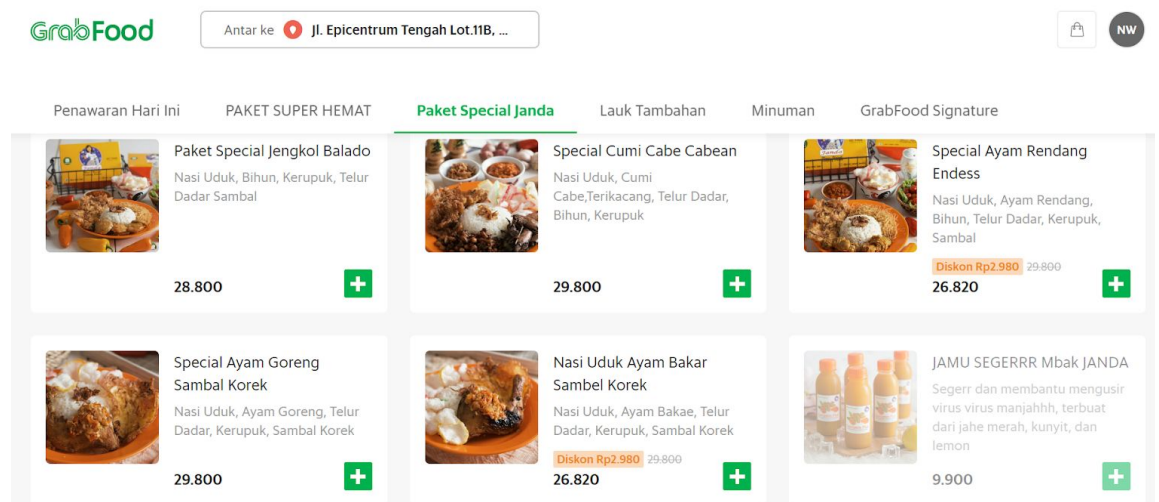 GrabFood
Antar ke Jl. Epicentrum Tengah Lot.11B, ...
NW
Penawaran Hari Ini
PAKET SUPER HEMAT
Paket Special Janda
Lauk Tambahan
Minuman
GrabFood Signature
Paket Special Jengkol Balado
Nasi Uduk, Bihun, Kerupuk, Telur
Dadar Sambal
28.800
Special Cumi Cabe Cabean
Nasi Uduk, Cumi
Cabe,Terikacang, Telur Dadar,
Bihun, Kerupuk
29.800
Special Ayam Rendang
Endess
Nasi Uduk, Ayam Rendang,
Bihun, Telur Dadar, Kerupuk,
Sambal
Diskon Rp2.980 29.800
26.820
Special Ayam Goreng
Sambal Korek
Nasi Uduk, Ayam Goreng, Telur
Dadar, Kerupuk, Sambal Korek
29.800
Nasi Uduk Ayam Bakar
Sambel Korek
Nasi Uduk, Ayam Bakae, Telur
Dadar, Kerupuk, Sambal Korek
Diskon Rp2.980 29.800
26.820
JAMU SEGERRR Mbak JANDA
Segerr dan membantu mengusir
virus virus manjahhh, terbuat
dari jahe merah, kunyit, dan
lemon
9.900